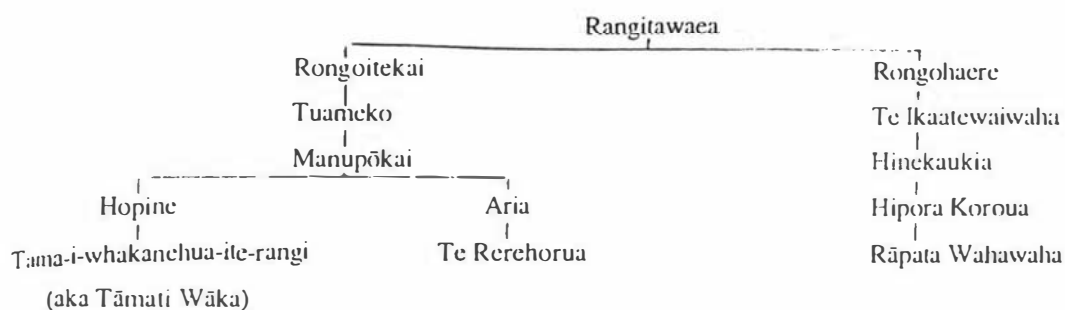 Rangitawaea
Rongoitekai Rongohaere
Tuameko Te Ikaatewaiwaha
Manupōkai Hinekaukia
Hopine Aria Hipora Koroua
Tama-i-whakanehua-ite-rangi Te Rerehorua Rāpata Wahawaha
(aka Tāmati Wāka)